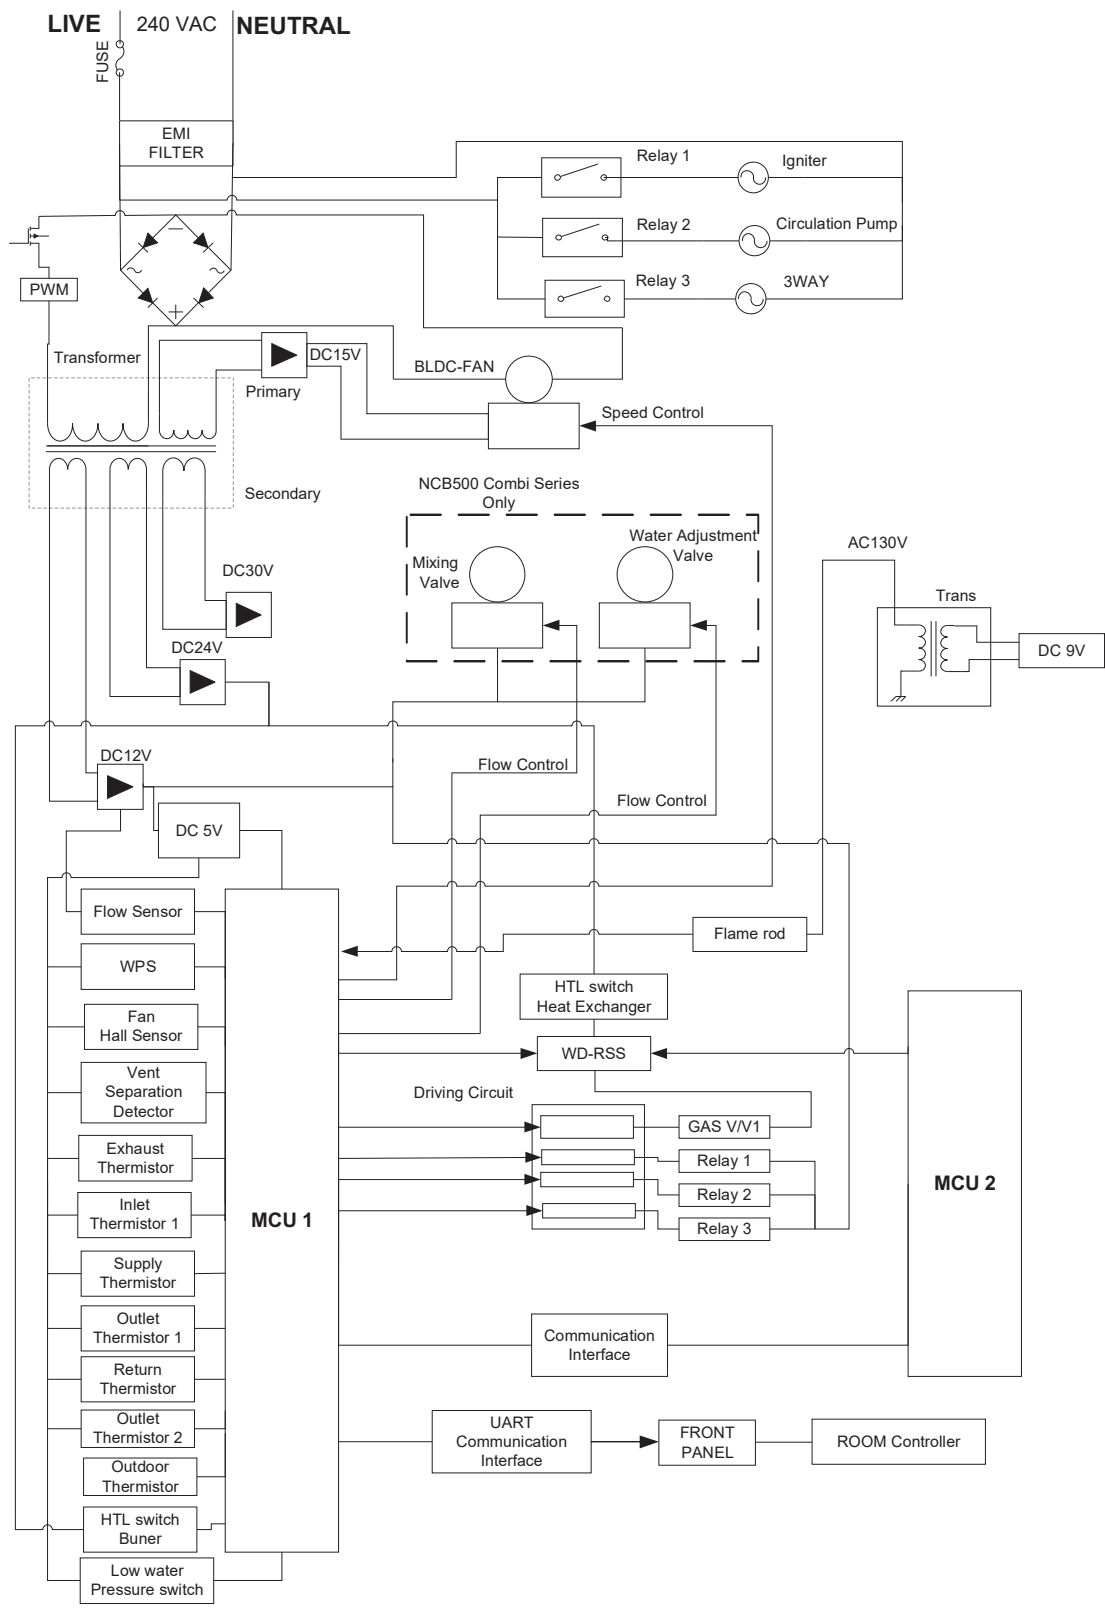 LIVE 240 VAC NEUTRAL
FUSE
EMI
FILTER
Relay 1
Igniter
Relay 2
Circulation Pump
Relay 3
3WAY
PWM
Transformer
DC15V
Primary
BLDC-FAN
Speed Control
Secondary
NCB500 Combi Series
Only
Mixing
Valve
Water Adjustment
Valve
AC130V
Trans
DC 9V
DC30V
DC24V
DC12V
Flow Control
Flow Control
DC 5V
Flow Sensor
WPS
Fan
Hall Sensor
Vent
Separation
Detector
Exhaust
Thermistor
Inlet
Thermistor 1
Supply
Thermistor
Outlet
Thermistor 1
Return
Thermistor
Outlet
Thermistor 2
Outdoor
Thermistor
HTL switch
Buner
Low water
Pressure switch
MCU 1
Flame rod
HTL switch
Heat Exchanger
WD-RSS
Driving Circuit
GAS V/V1
Relay 1
Relay 2
Relay 3
MCU 2
Communication
Interface
UART
Communication
Interface
FRONT
PANEL
ROOM Controller